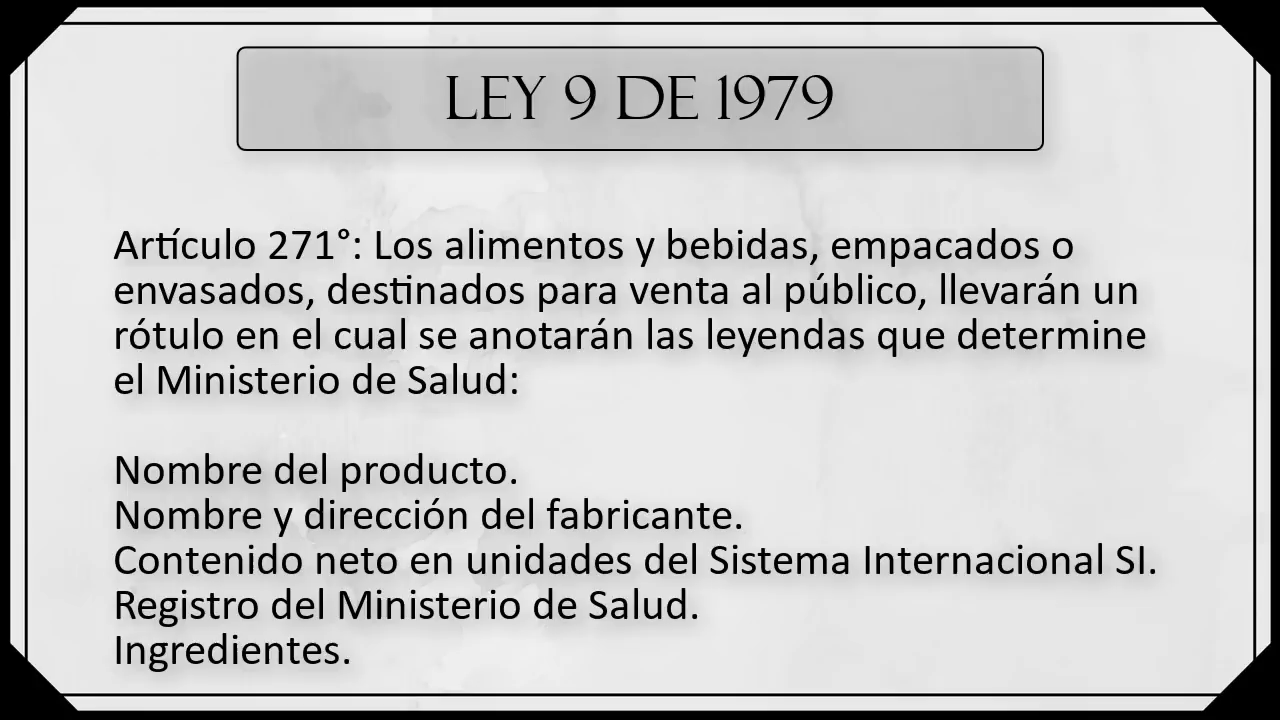 LEY 9 DE 1979
Artículo 271°: Los alimentos y bebidas, empacados o
envasados, destinados para venta al público, llevarán un
rótulo en el cual se anotarán las leyendas que determine
el Ministerio de Salud:
Nombre del producto.
Nombre y dirección del fabricante.
Contenido neto en unidades del Sistema Internacional SI.
Registro del Ministerio de Salud.
Ingredientes.